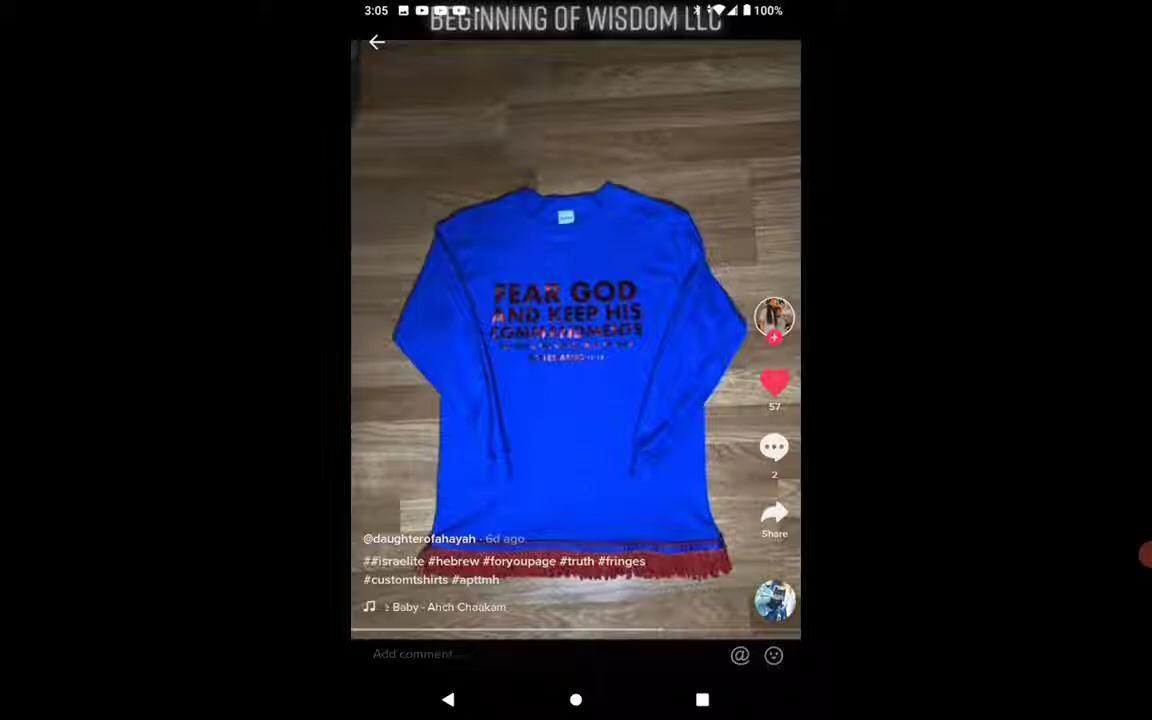 3:05
100%
BEGINNING OF WISDOM LLC
FEAR GOD
AND KEEP HIS
COMMANDMENTS
57
2
@daughterofahayah · 6d ago
##israelite #hebrew #foryoupage #truth #fringes
#customtshirts #apttmh
Share
Baby - Ahch Chaakam
Add comment...